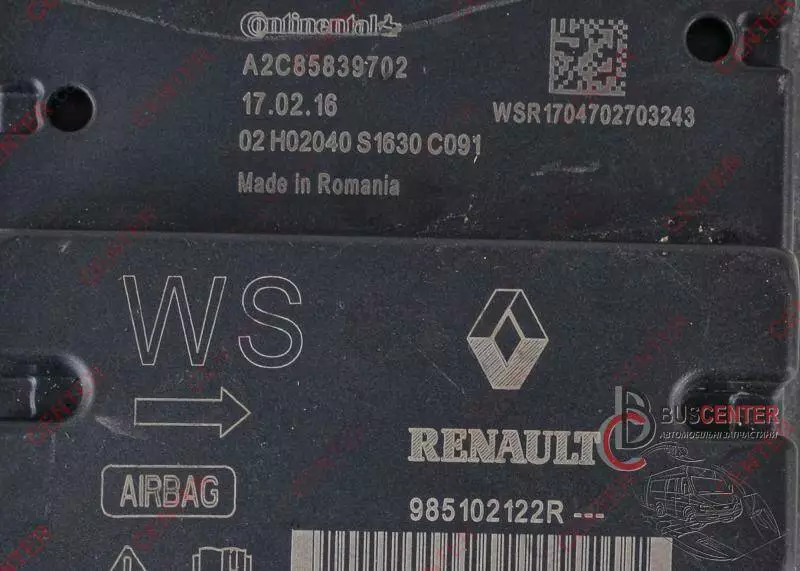 Continental
A2C85839702
17.02.16
02 H02040 S1630 C091
Made in Romania
WSR1704702703243
WS
RENAULT
AIRBAG
985102122R ---
BUSCENTER
АВТОМОБІЛЬНІ ЗАПЧАСТИНИ